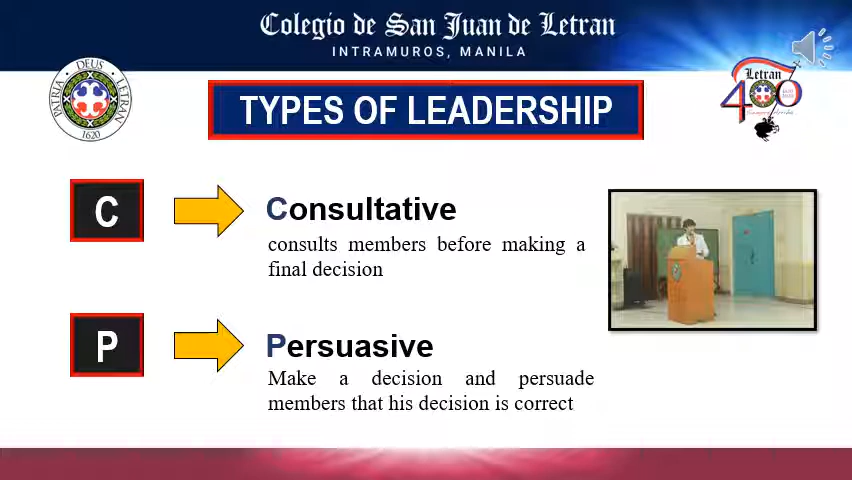 Colegio de San Juan de Letran
INTRAMUROS, MANILA
DEUS
PATRIA
LETRAN
1620
Letran
400
TYPES OF LEADERSHIP
C
Consultative
consults members before making a
final decision
P
Persuasive
Make a decision and persuade
members that his decision is correct